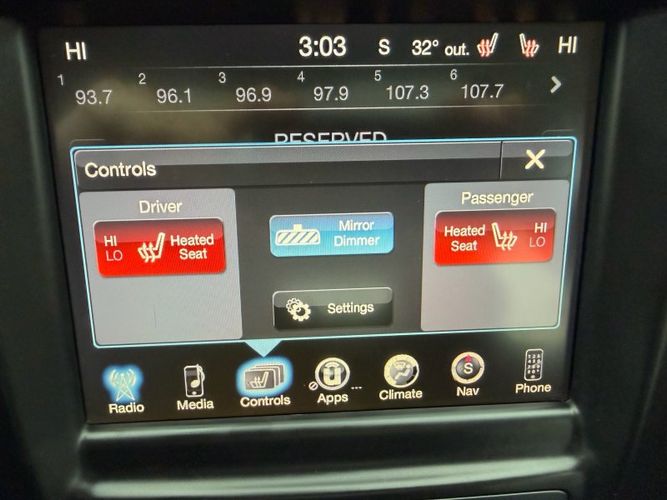 HI 3:03 S 32° out. HI
1 2 3 4 5 6
93.7 96.1 96.9 97.9 107.3 107.7
RESERVED
Controls X
Driver Passenger
HI LO Heated Seat
Mirror Dimmer
Heated Seat HI LO
Settings
Radio Media Controls Apps Climate S Nav Phone